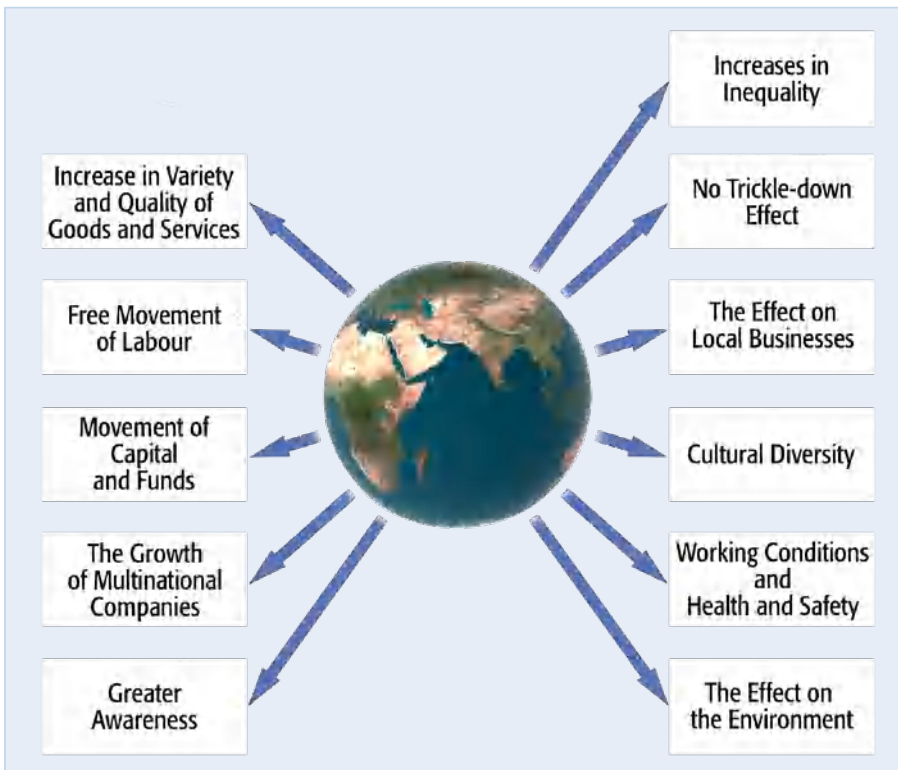 Increase in Variety
and Quality of
Goods and Services
Free Movement
of Labour
Movement of
Capital
and Funds
The Growth
of Multinational
Companies
Greater
Awareness
Increases in
Inequality
No Trickle-down
Effect
The Effect on
Local Businesses
Cultural Diversity
Working Conditions
and
Health and Safety
The Effect on
the Environment